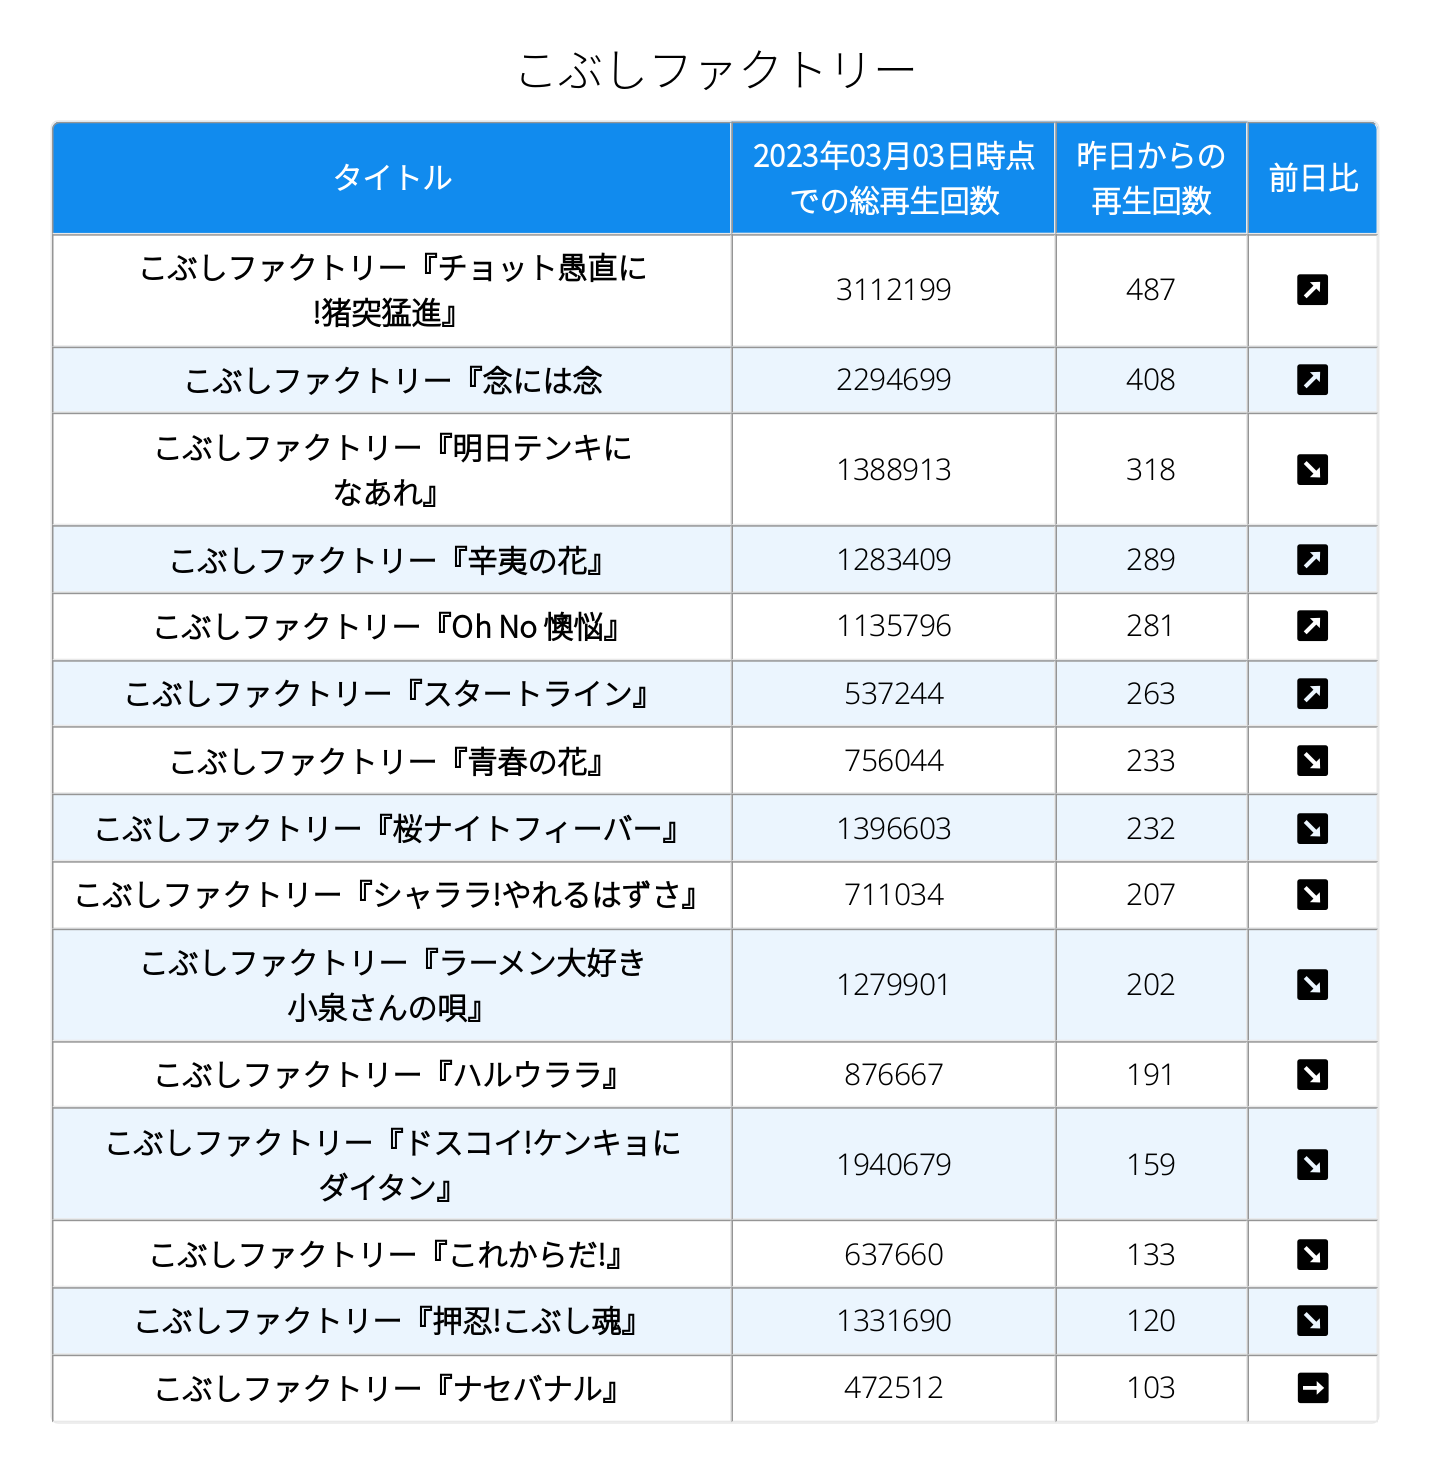 こぶしファクトリー
タイトル
2023年03月03日時点
での総再生回数
昨日からの
再生回数
前日比
こぶしファクトリー『チョット愚直に
!猪突猛進』
3112199
487
こぶしファクトリー『念には念
2294699
408
こぶしファクトリー『明日テンキに
なあれ』
1388913
318
こぶしファクトリー『辛夷の花』
1283409
289
こぶしファクトリー『Oh No 懊悩』
1135796
281
こぶしファクトリー『スタートライン』
537244
263
こぶしファクトリー『青春の花』
756044
233
こぶしファクトリー『桜ナイトフィーバー』
1396603
232
こぶしファクトリー『シャララ!やれるはずさ』
711034
207
こぶしファクトリー『ラーメン大好き
小泉さんの唄』
1279901
202
こぶしファクトリー『ハルウララ』
876667
191
こぶしファクトリー『ドスコイ!ケンキョに
ダイタン』
1940679
159
こぶしファクトリー『これからだ!』
637660
133
こぶしファクトリー『押忍!こぶし魂』
1331690
120
こぶしファクトリー『ナセバナル』
472512
103